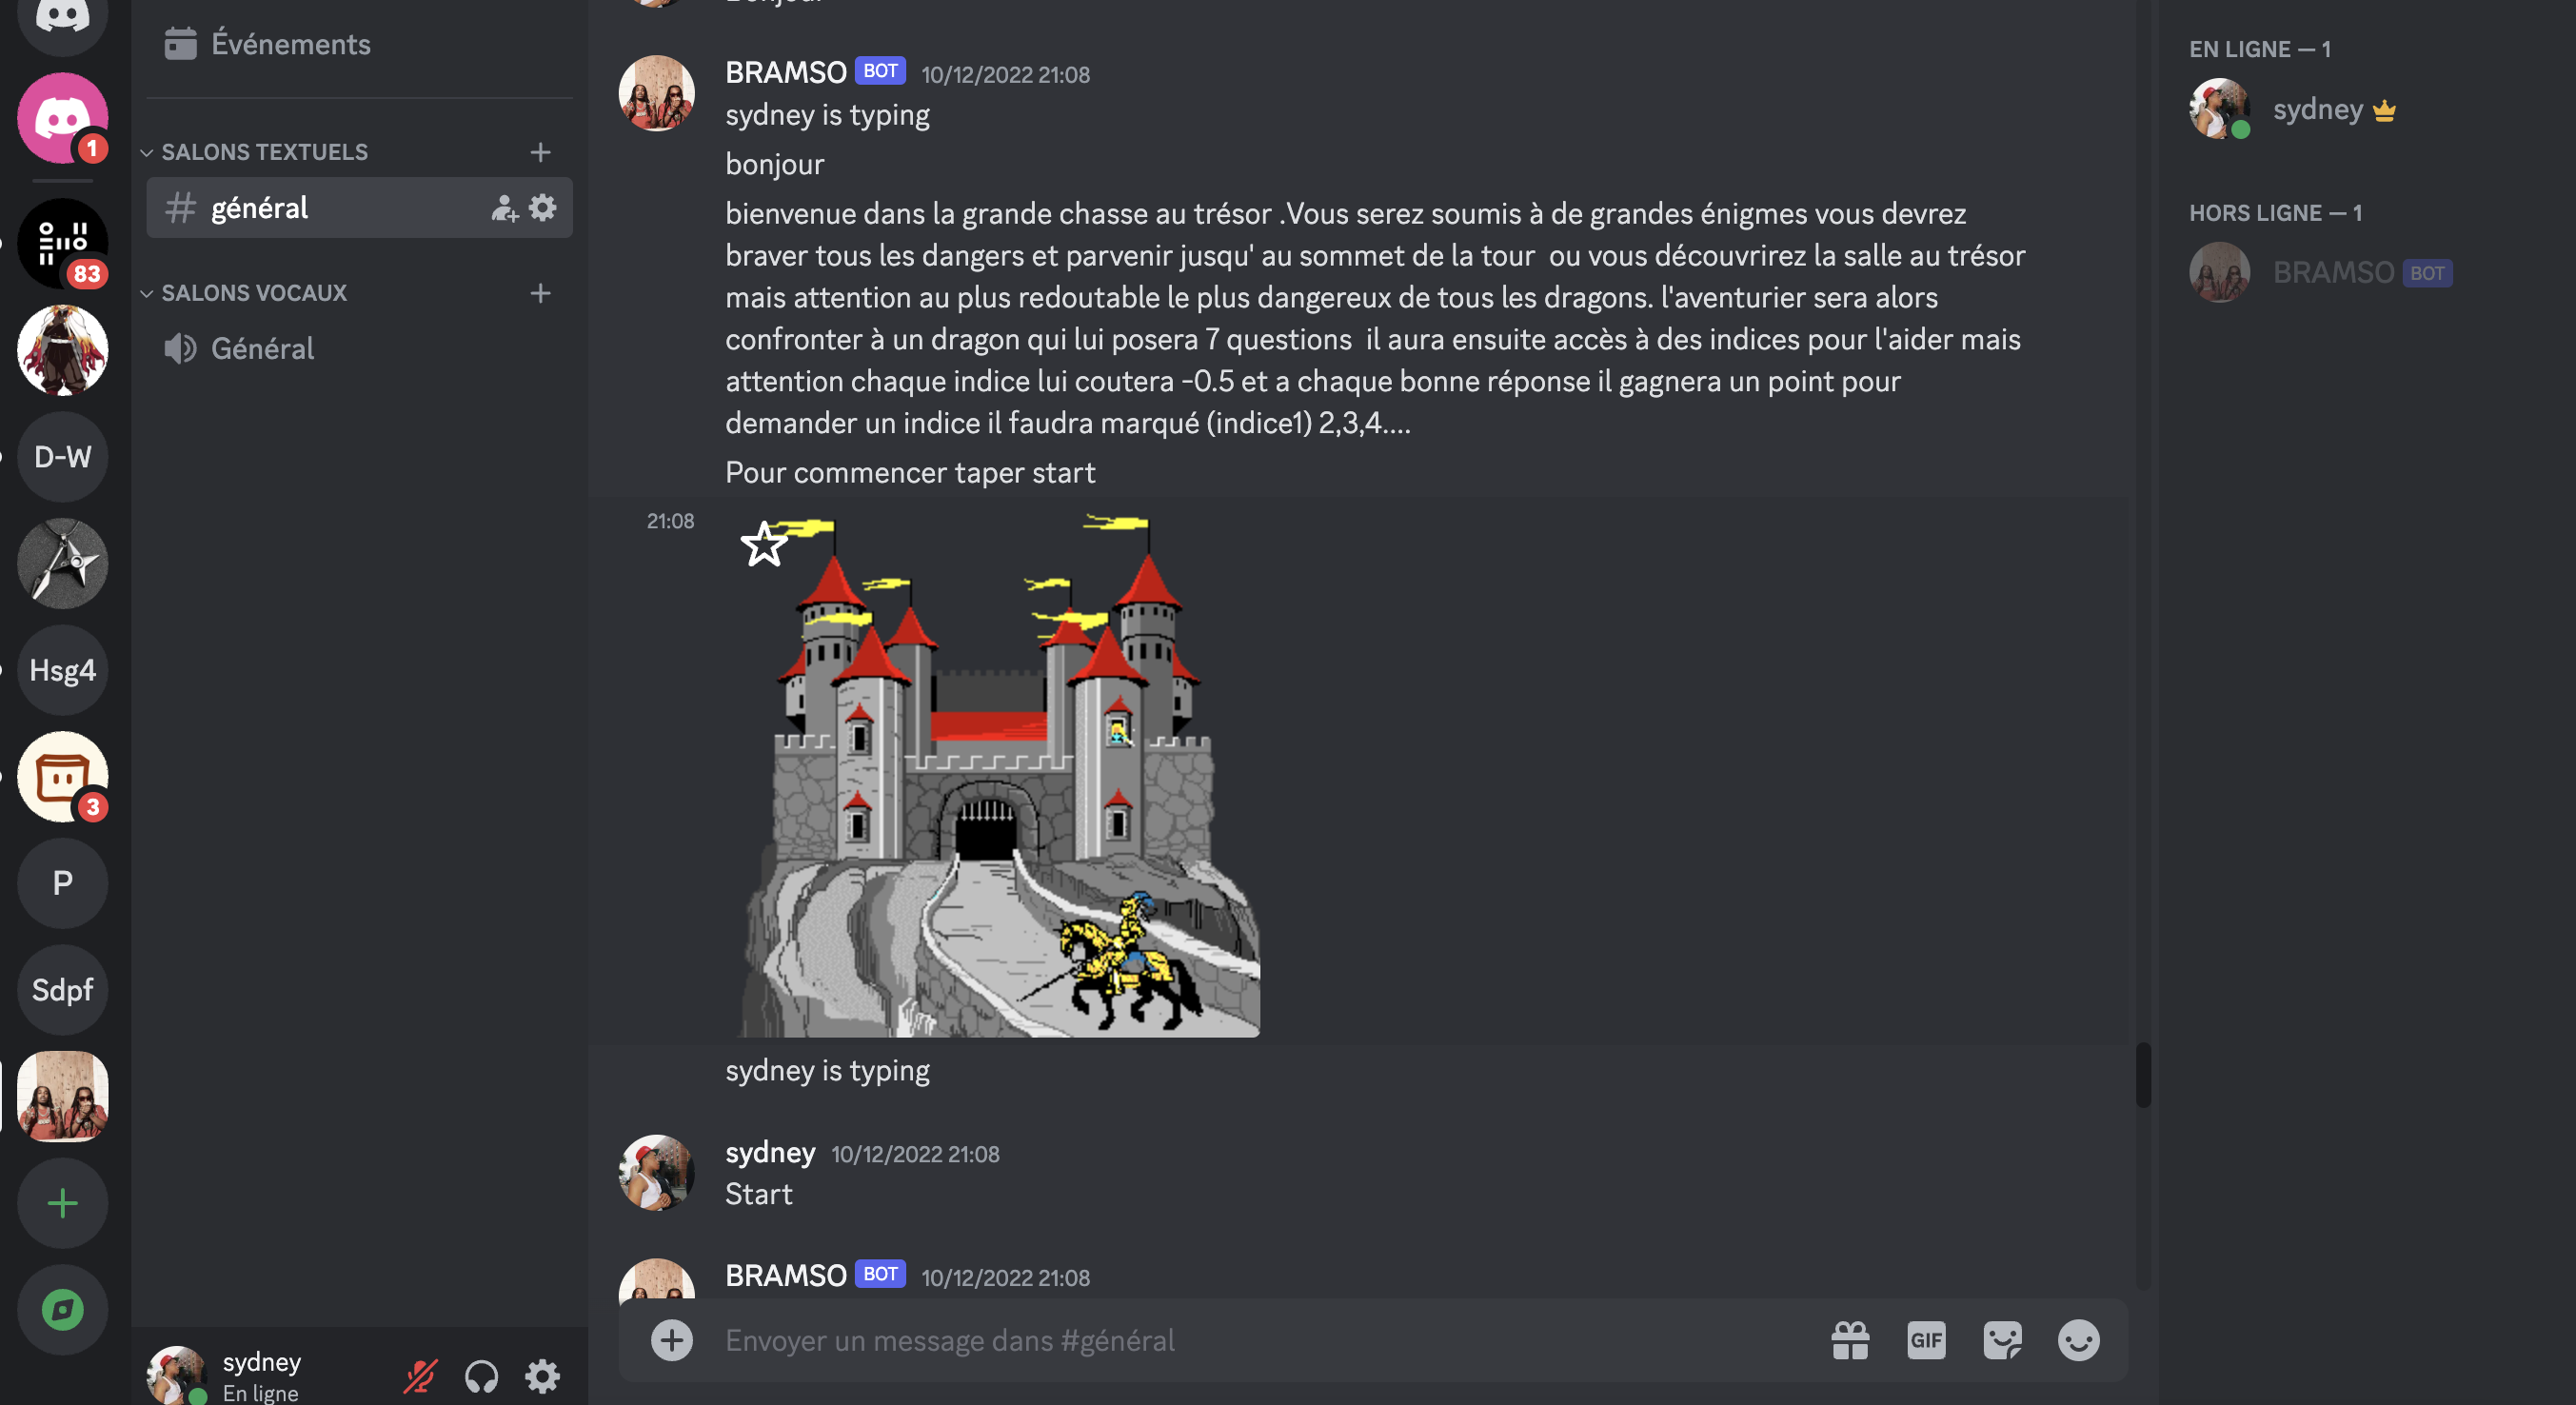 Événements
1
SALONS TEXTUELS
général
83
SALONS VOCAUX
Général
D-W
Hsg4
3
P
Sdpf
sydney
En ligne
BRAMSO BOT 10/12/2022 21:08
sydney is typing
bonjour
bienvenue dans la grande chasse au trésor .Vous serez soumis à de grandes énigmes vous devrez
braver tous les dangers et parvenir jusqu' au sommet de la tour  ou vous découvrirez la salle au trésor
mais attention au plus redoutable le plus dangereux de tous les dragons. l'aventurier sera alors
confronter à un dragon qui lui posera 7 questions  il aura ensuite accès à des indices pour l'aider mais
attention chaque indice lui coutera -0.5 et a chaque bonne réponse il gagnera un point pour
demander un indice il faudra marqué (indice1) 2,3,4....
Pour commencer taper start
21:08
sydney is typing
sydney 10/12/2022 21:08
Start
BRAMSO BOT 10/12/2022 21:08
Envoyer un message dans #général
GIF
EN LIGNE — 1
sydney
HORS LIGNE — 1
BRAMSO BOT